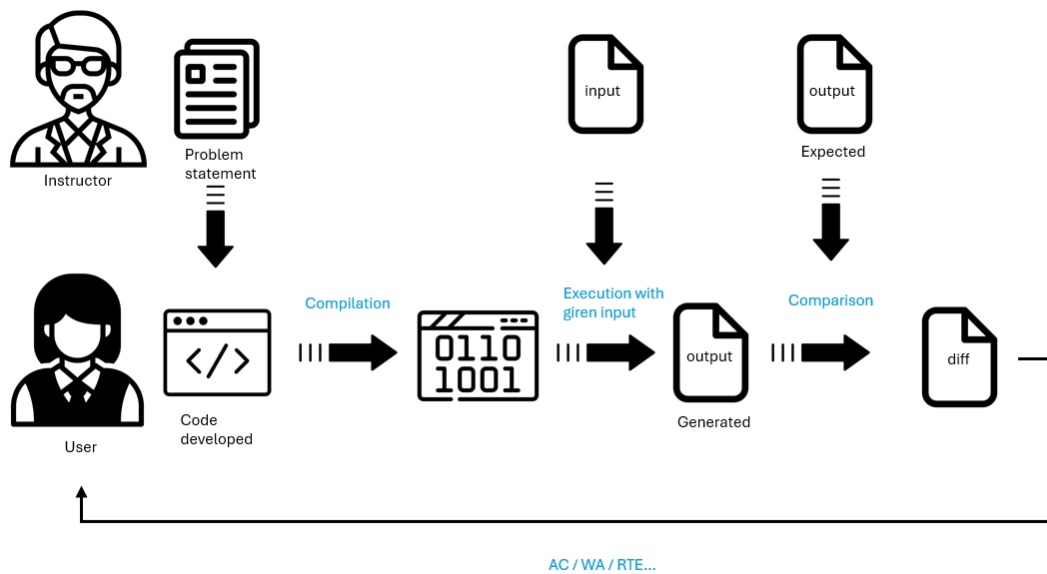 input
output
Problem
statement
Expected
Instructor
Compilation
Execution with
giren input
Comparison
0110
1001
output
diff
Code
developed
Generated
User
AC / WA / RTE...